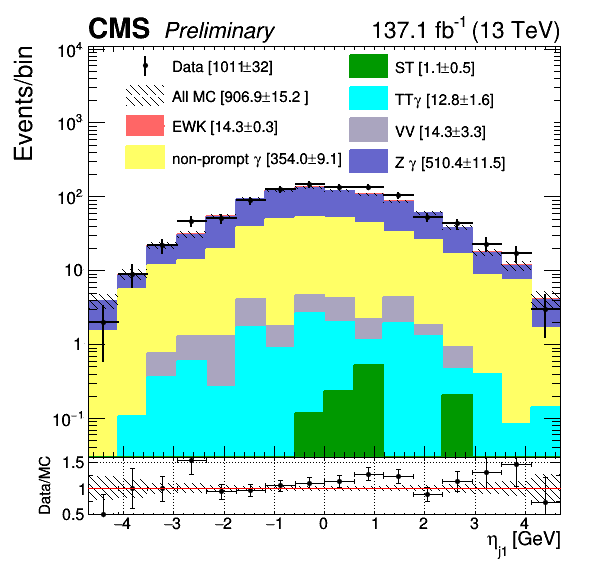 CMS Preliminary 137.1 fb⁻¹ (13 TeV)
Events/bin
10⁴
10³
10²
10
1
10⁻¹
Data [1011±32]
All MC [906.9±15.2 ]
EWK [14.3±0.3]
non-prompt γ [354.0±9.1]
ST [1.1±0.5]
TTγ [12.8±1.6]
VV [14.3±3.3]
Z γ [510.4±11.5]
Data/MC
1.5
1
0.5
−4 −3 −2 −1 0 1 2 3 4
η_j1 [GeV]